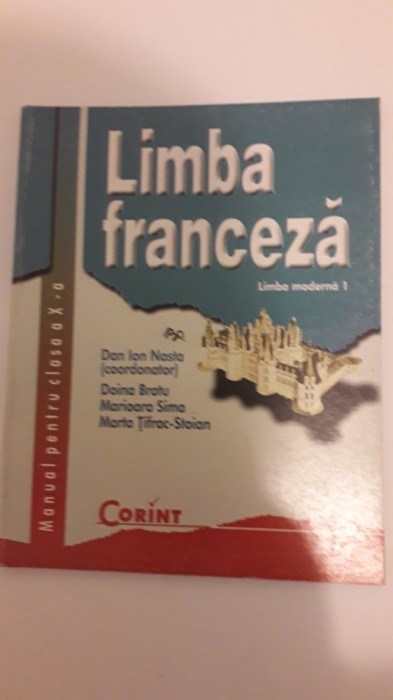 Limba
franceză
Limba modernă 1
Dan Ion Nasta
(coordonator)
Doina Bratu
Marioara Sima
Marta Ţifrac-Stoian
CORINT
Manual pentru clasa a X-a